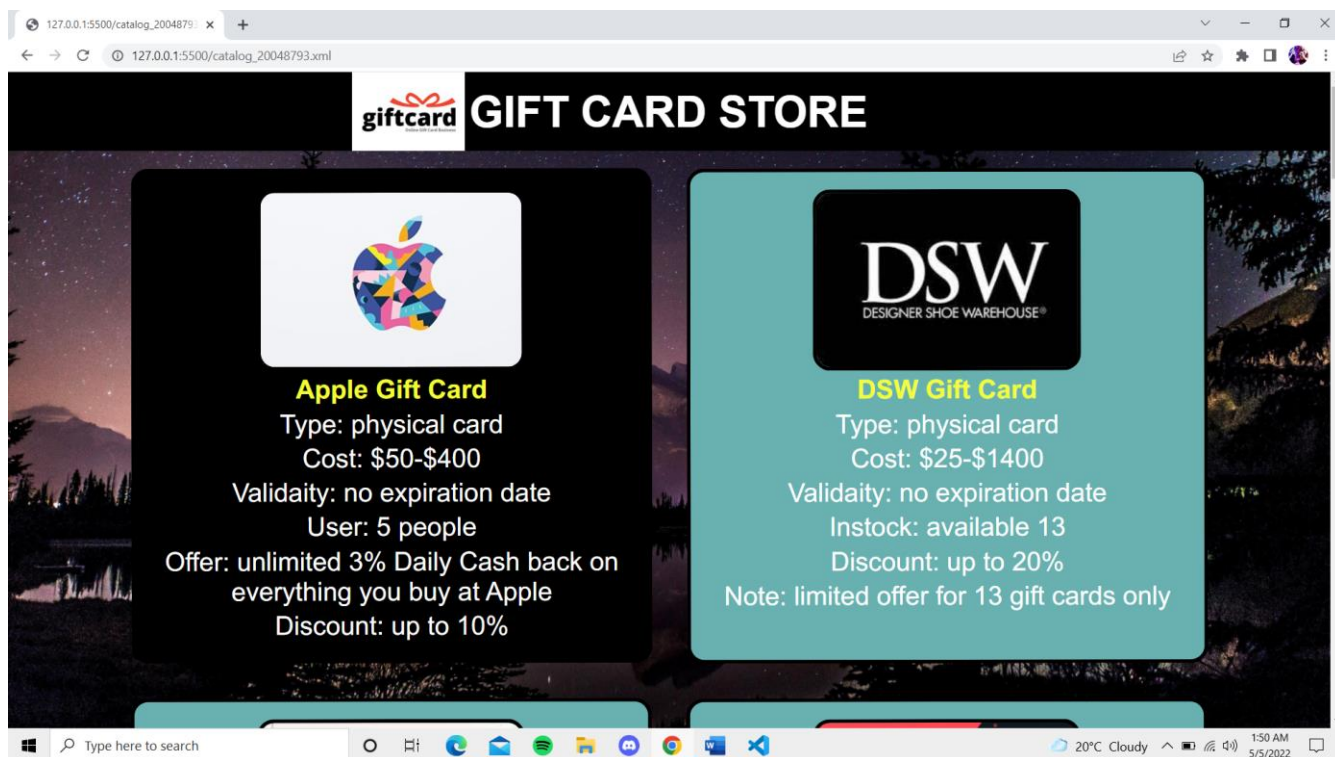 127.0.0.1:5500/catalog_20048793
127.0.0.1:5500/catalog_20048793.xml
giftcard
Online Gift Card Business
GIFT CARD STORE
Apple Gift Card
Type: physical card
Cost: $50-$400
Validaity: no expiration date
User: 5 people
Offer: unlimited 3% Daily Cash back on
everything you buy at Apple
Discount: up to 10%
DSW
DESIGNER SHOE WAREHOUSE®
DSW Gift Card
Type: physical card
Cost: $25-$1400
Validaity: no expiration date
Instock: available 13
Discount: up to 20%
Note: limited offer for 13 gift cards only
Type here to search
20°C Cloudy
1:50 AM
5/5/2022